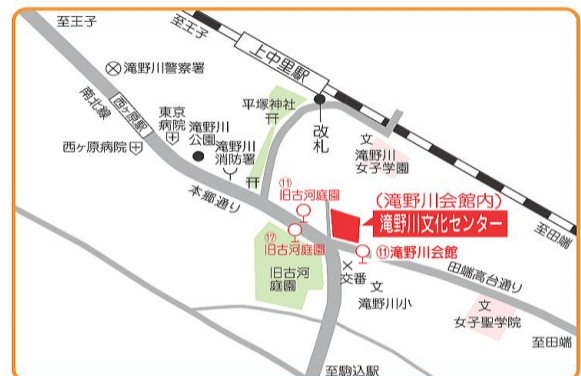 至王子
至王子
上中里駅
滝野川警察署
南北線
西ヶ原駅
東京
病院
滝野川
公園
平塚神社
改札
西ヶ原病院
滝野川
消防署
文
滝野川
女子学園
本郷通り
⑪
旧古河庭園
(滝野川会館内)
滝野川文化センター
至田端
⑰
旧古河庭園
⑪滝野川会館
旧古河
庭園
交番
文
滝野川小
田端高台通り
文
女子聖学院
至田端
至駒込駅